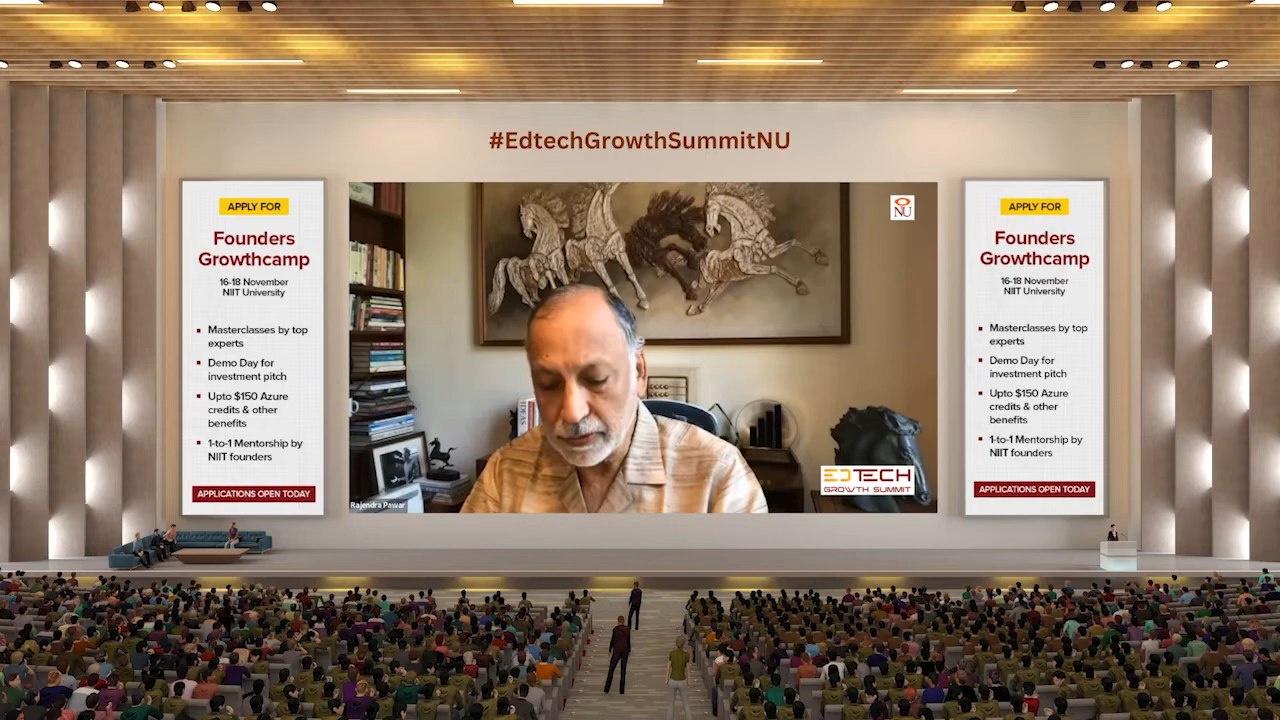 #EdtechGrowthSummitNU
APPLY FOR
Founders
Growthcamp
16-18 November
NIIT University
Masterclasses by top
experts
Demo Day for
investment pitch
Upto $150 Azure
credits & other
benefits
1-to-1 Mentorship by
NIIT founders
APPLICATIONS OPEN TODAY
NU
EDTECH
GROWTH SUMMIT
Rajendra Pawar
APPLY FOR
Founders
Growthcamp
16-18 November
NIIT University
Masterclasses by top
experts
Demo Day for
investment pitch
Upto $150 Azure
credits & other
benefits
1-to-1 Mentorship by
NIIT founders
APPLICATIONS OPEN TODAY